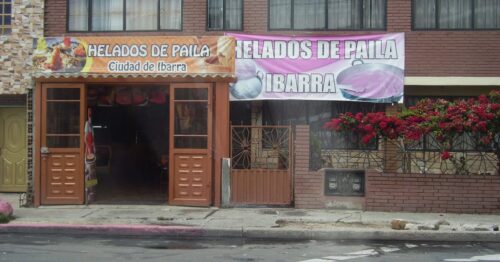 HELADOS DE PAILA
Ciudad de Ibarra
HELADOS DE PAILA
IBARRA